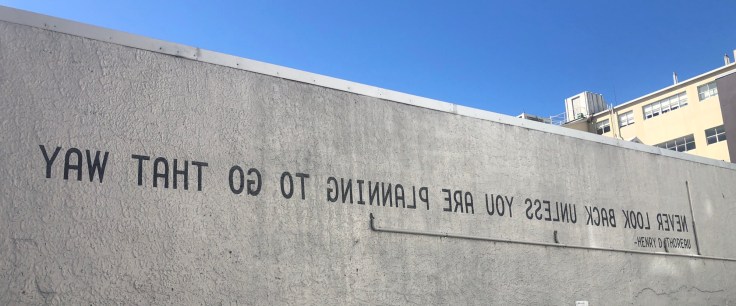 NEVER LOOK BACK UNLESS YOU ARE PLANNING TO GO THAT WAY
-HENRY D THOREAU